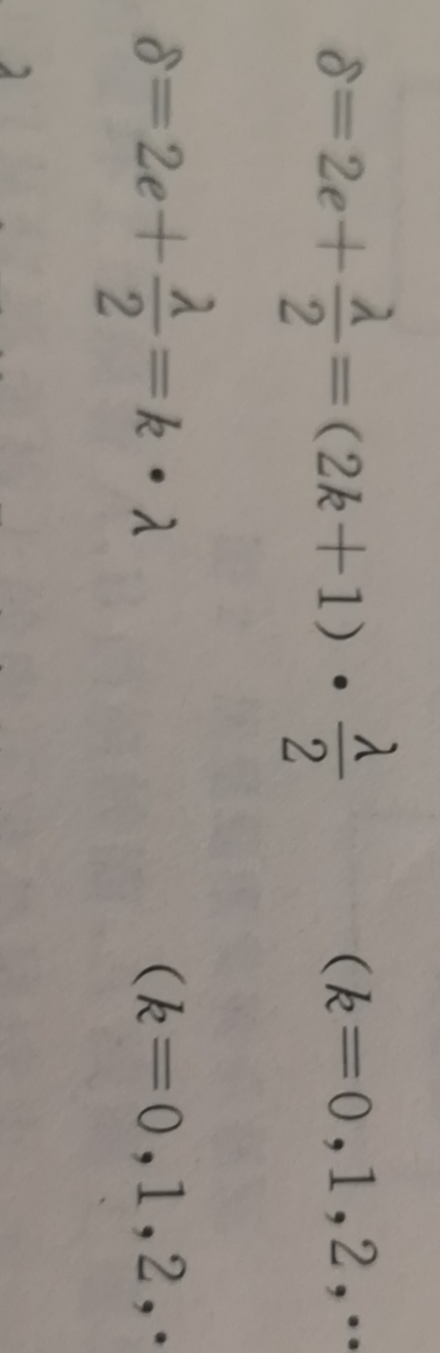 δ=2e+λ/2=(2k+1)·λ/2 (k=0,1,2,··
δ=2e+λ/2=k·λ (k=0,1,2,·
λ